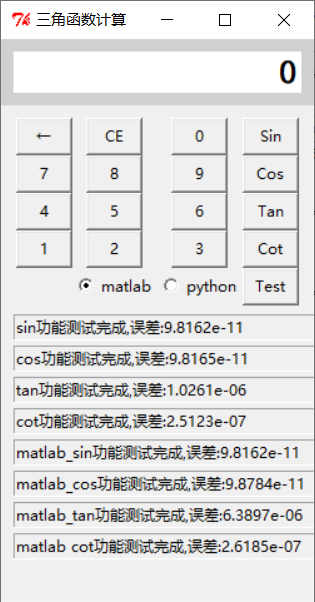 三角函数计算
0
← CE 0 Sin
7 8 9 Cos
4 5 6 Tan
1 2 3 Cot
matlab python Test
sin功能测试完成,误差:9.8162e-11
cos功能测试完成,误差:9.8165e-11
tan功能测试完成,误差:1.0261e-06
cot功能测试完成,误差:2.5123e-07
matlab_sin功能测试完成,误差:9.8162e-11
matlab_cos功能测试完成,误差:9.8784e-11
matlab_tan功能测试完成,误差:6.3897e-06
matlab cot功能测试完成,误差:2.6185e-07